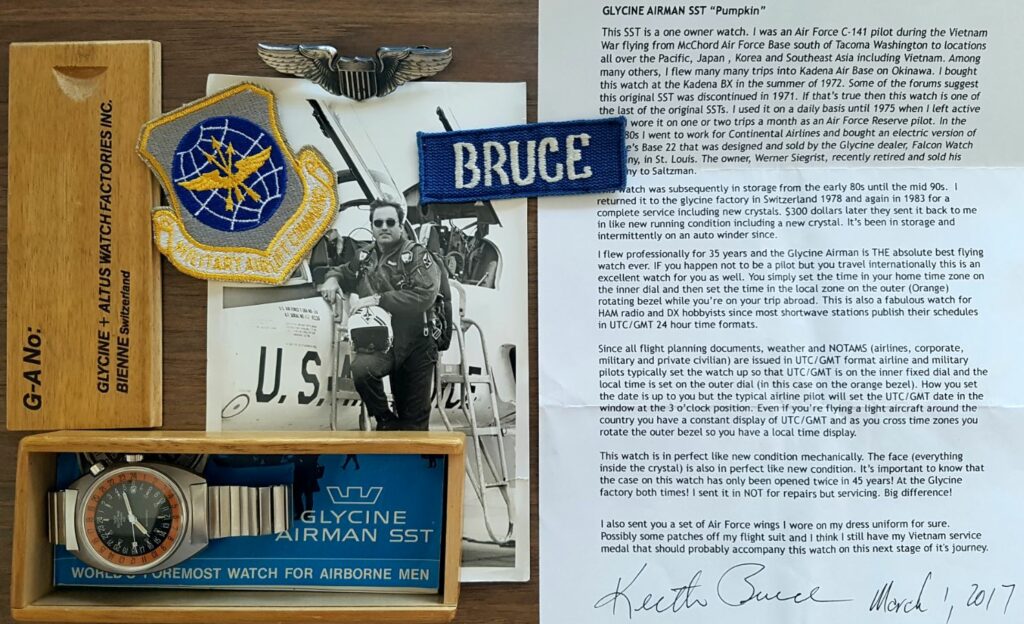 G-A No:
GLYCINE + ALTUS WATCH FACTORIES INC.
BIENNE Switzerland
MILITARY AIRLIFT COMMAND
BRUCE
U.S. A
GLYCINE
AIRMAN SST
WORLD'S FOREMOST WATCH FOR AIRBORNE MEN
GLYCINE AIRMAN SST "Pumpkin"
This SST is a one owner watch. I was an Air Force C-141 pilot during the Vietnam
War flying from McChord Air Force Base south of Tacoma Washington to locations
all over the Pacific, Japan , Korea and Southeast Asia including Vietnam. Among
many others, I flew many many trips into Kadena Air Base on Okinawa. I bought
this watch at the Kadena BX in the summer of 1972. Some of the forums suggest
this original SST was discontinued in 1971. If that's true then this watch is one of
the last of the original SSTs. I used it on a daily basis until 1975 when I left active
wore it on one or two trips a month as an Air Force Reserve pilot. In the
80s I went to work for Continental Airlines and bought an electric version of
's Base 22 that was designed and sold by the Glycine dealer, Falcon Watch
ny, in St. Louis. The owner, Werner Siegrist, recently retired and sold his
ny to Saltzman.
watch was subsequently in storage from the early 80s until the mid 90s. I
returned it to the glycine factory in Switzerland 1978 and again in 1983 for a
complete service including new crystals. $300 dollars later they sent it back to me
in like new running condition including a new crystal. It's been in storage and
intermittently on an auto winder since.
I flew professionally for 35 years and the Glycine Airman is THE absolute best flying
watch ever. IF you happen not to be a pilot but you travel internationally this is an
excellent watch for you as well. You simply set the time in your home time zone on
the inner dial and then set the time in the local zone on the outer (Orange)
rotating bezel while you're on your trip abroad. This is also a fabulous watch for
HAM radio and DX hobbyists since most shortwave stations publish their schedules
in UTC/GMT 24 hour time formats.
Since all flight planning documents, weather and NOTAMS (airlines, corporate,
military and private civilian) are issued in UTC/GMT format airline and military
pilots typically set the watch up so that UTC/GMT is on the inner fixed dial and the
local time is set on the outer dial (in this case on the orange bezel). How you set
the date is up to you but the typical airline pilot will set the UTC/GMT date in the
window at the 3 o'clock position. Even if you're flying a light aircraft around the
country you have a constant display of UTC/GMT and as you cross time zones you
rotate the outer bezel so you have a local time display.
This watch is in perfect like new condition mechanically. The face (everything
inside the crystal) is also in perfect like new condition. It's important to know that
the case on this watch has only been opened twice in 45 years! At the Glycine
factory both times! I sent it in NOT for repairs but servicing. Big difference!
I also sent you a set of Air Force wings I wore on my dress uniform for sure.
Possibly some patches off my flight suit and I think I still have my Vietnam service
medal that should probably accompany this watch on this next stage of it's journey.
Keith Bruce March 1, 2017